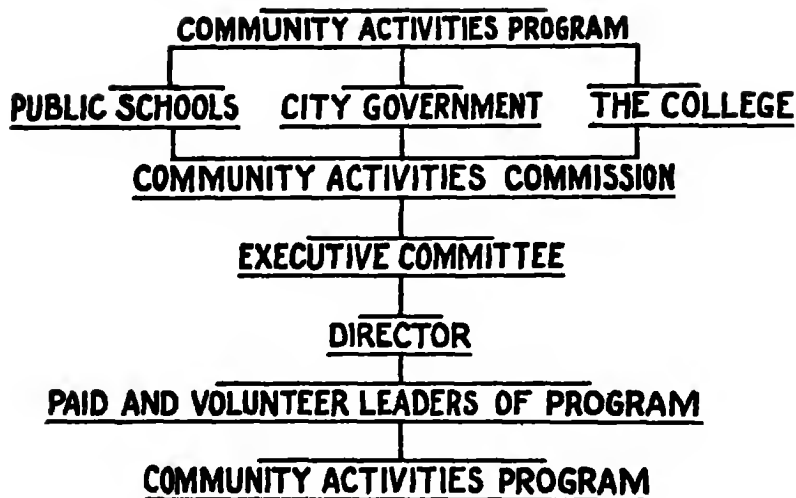 COMMUNITY ACTIVITIES PROGRAM
PUBLIC SCHOOLS CITY GOVERNMENT THE COLLEGE
COMMUNITY ACTIVITIES COMMISSION
EXECUTIVE COMMITTEE
DIRECTOR
PAID AND VOLUNTEER LEADERS OF PROGRAM
COMMUNITY ACTIVITIES PROGRAM